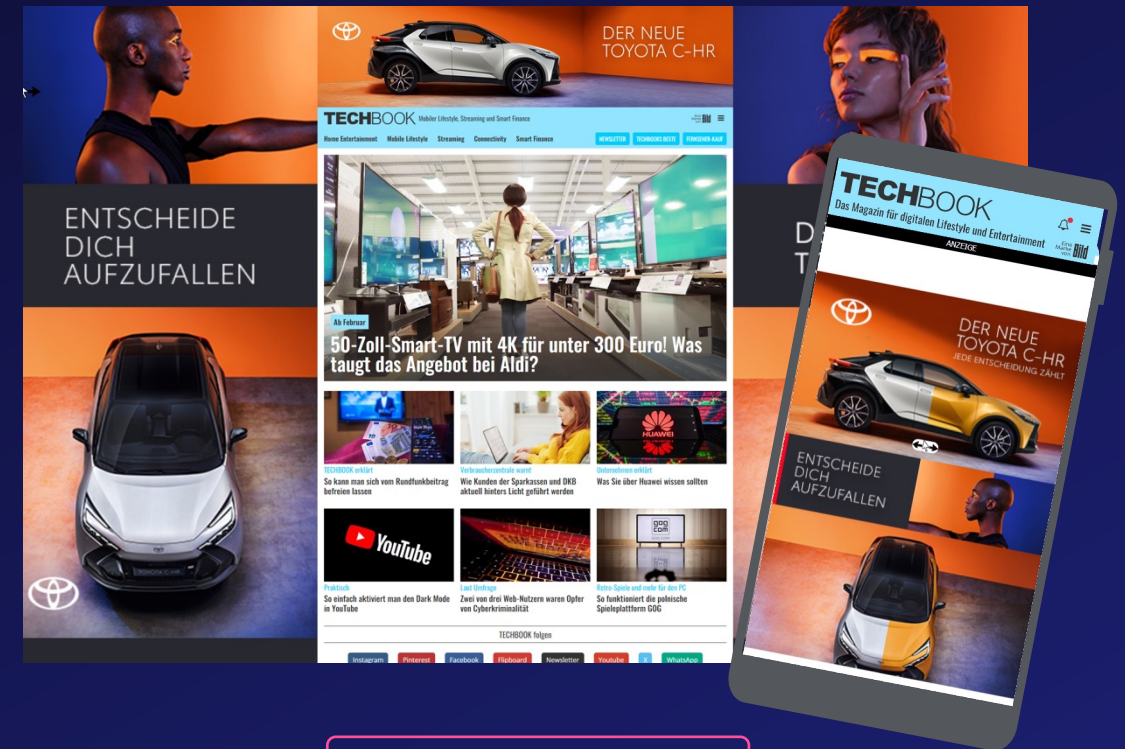 DER NEUE
TOYOTA C-HR
ENTSCHEIDE
DICH
AUFZUFALLEN
TECHBOOK Mobiler Lifestyle, Streaming und Smart Finance
Bild
Home Entertainment Mobile Lifestyle Streaming Connectivity Smart Finance
NEWSLETTER TECHBOOKS BESTE FERNSEHER-KAUF
Ab Februar
50-Zoll-Smart-TV mit 4K für unter 300 Euro! Was
taugt das Angebot bei Aldi?
HUAWEI
TECHBOOK erklärt
So kann man sich vom Rundfunkbeitrag
befreien lassen
Verbraucherzentrale warnt
Wie Kunden der Sparkassen und DKB
aktuell hinters Licht geführt werden
Unternehmen erklärt
Was Sie über Huawei wissen sollten
YouTube
GOG
COM
Praktisch
So einfach aktiviert man den Dark Mode
in YouTube
Laut Umfrage
Zwei von drei Web-Nutzern waren Opfer
von Cyberkriminalität
Retro-Spiele und mehr für den PC
So funktioniert die polnische
Spieleplattform GOG
TECHBOOK folgen
Instagram Pinterest Facebook Flipboard Newsletter Youtube X WhatsApp
D
T
TECHBOOK
Das Magazin für digitalen Lifestyle und Entertainment
Eine
Marke
von
Bild
ANZEIGE
DER NEUE
TOYOTA C-HR
JEDE ENTSCHEIDUNG ZÄHLT
ENTSCHEIDE
DICH
AUFZUFALLEN